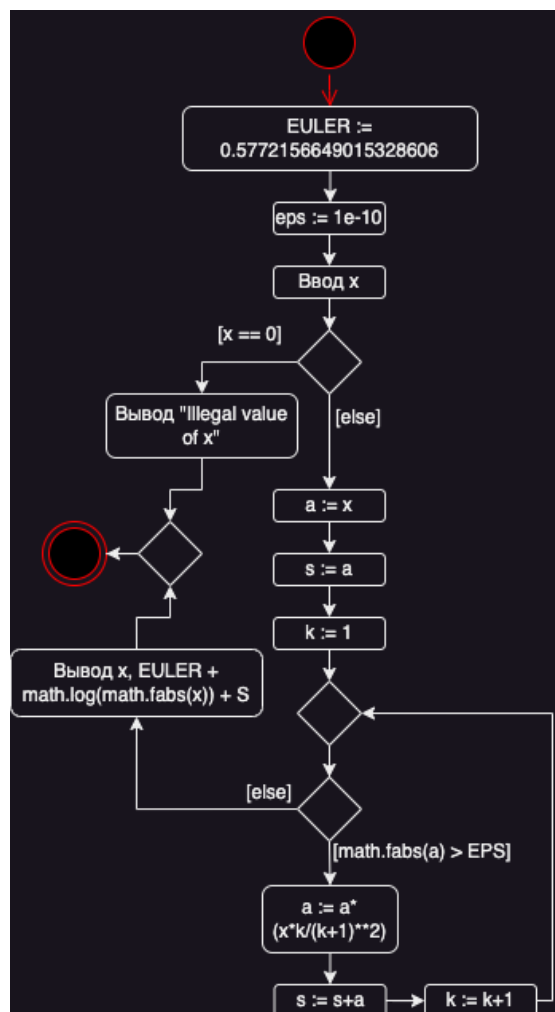 EULER :=
0.5772156649015328606
eps := 1e-10
Ввод x
[x == 0]
Вывод "Illegal value
of x"
[else]
a := x
s := a
k := 1
Вывод x, EULER +
math.log(math.fabs(x)) + S
[else]
[math.fabs(a) > EPS]
a := a*
(x*k/(k+1)**2)
s := s+a
k := k+1